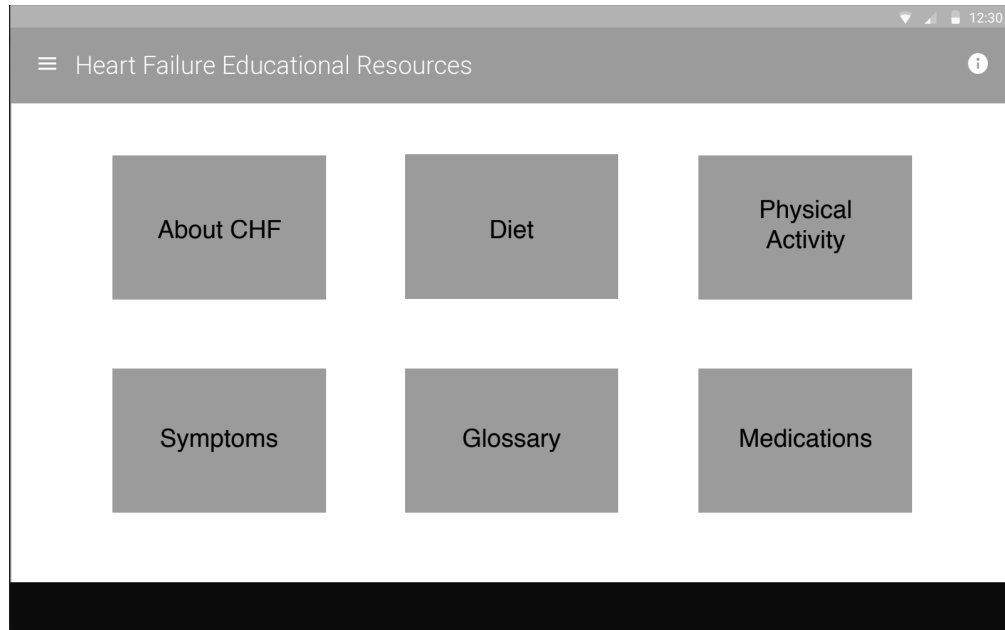 12:30
Heart Failure Educational Resources
About CHF
Diet
Physical
Activity
Symptoms
Glossary
Medications